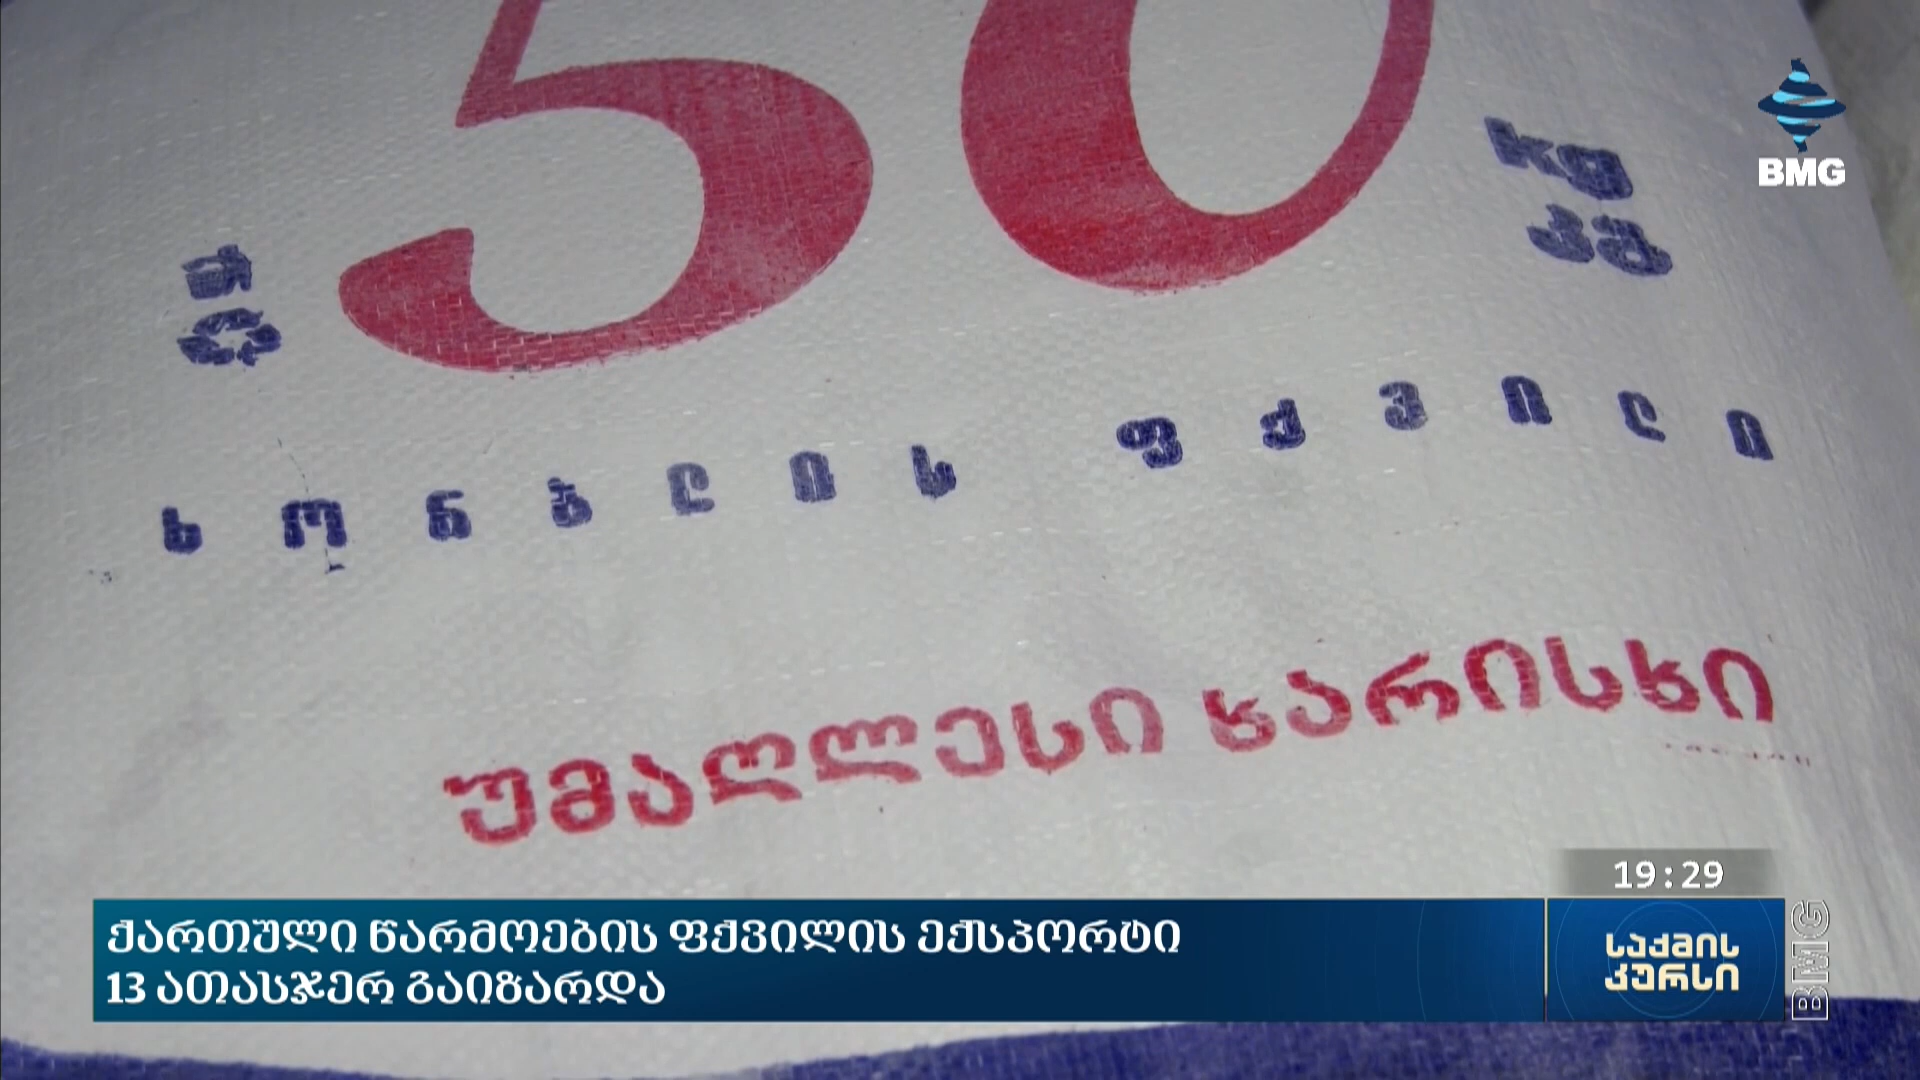 50
kg
კგ
ხორბლის ფქვილი
უმაღლესი ხარისხი
BMG
19:29
ქართული წარმოების ფქვილის ექსპორტი
13 ათასჯერ გაიზარდა
საქმის
კურსი
BMG